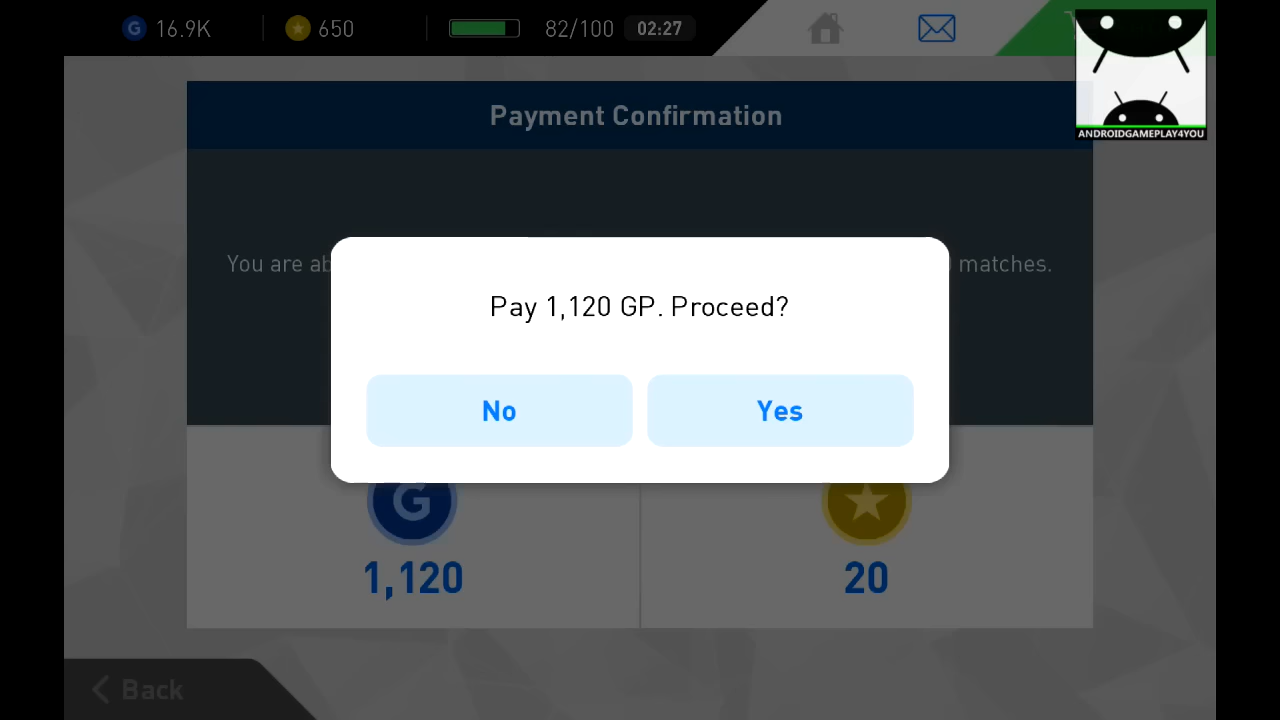 G 16.9K 650 82/100 02:27
ANDROIDGAMEPLAY4YOU
Payment Confirmation
You are ab matches.
Pay 1,120 GP. Proceed?
No Yes
G
1,120 20
Back